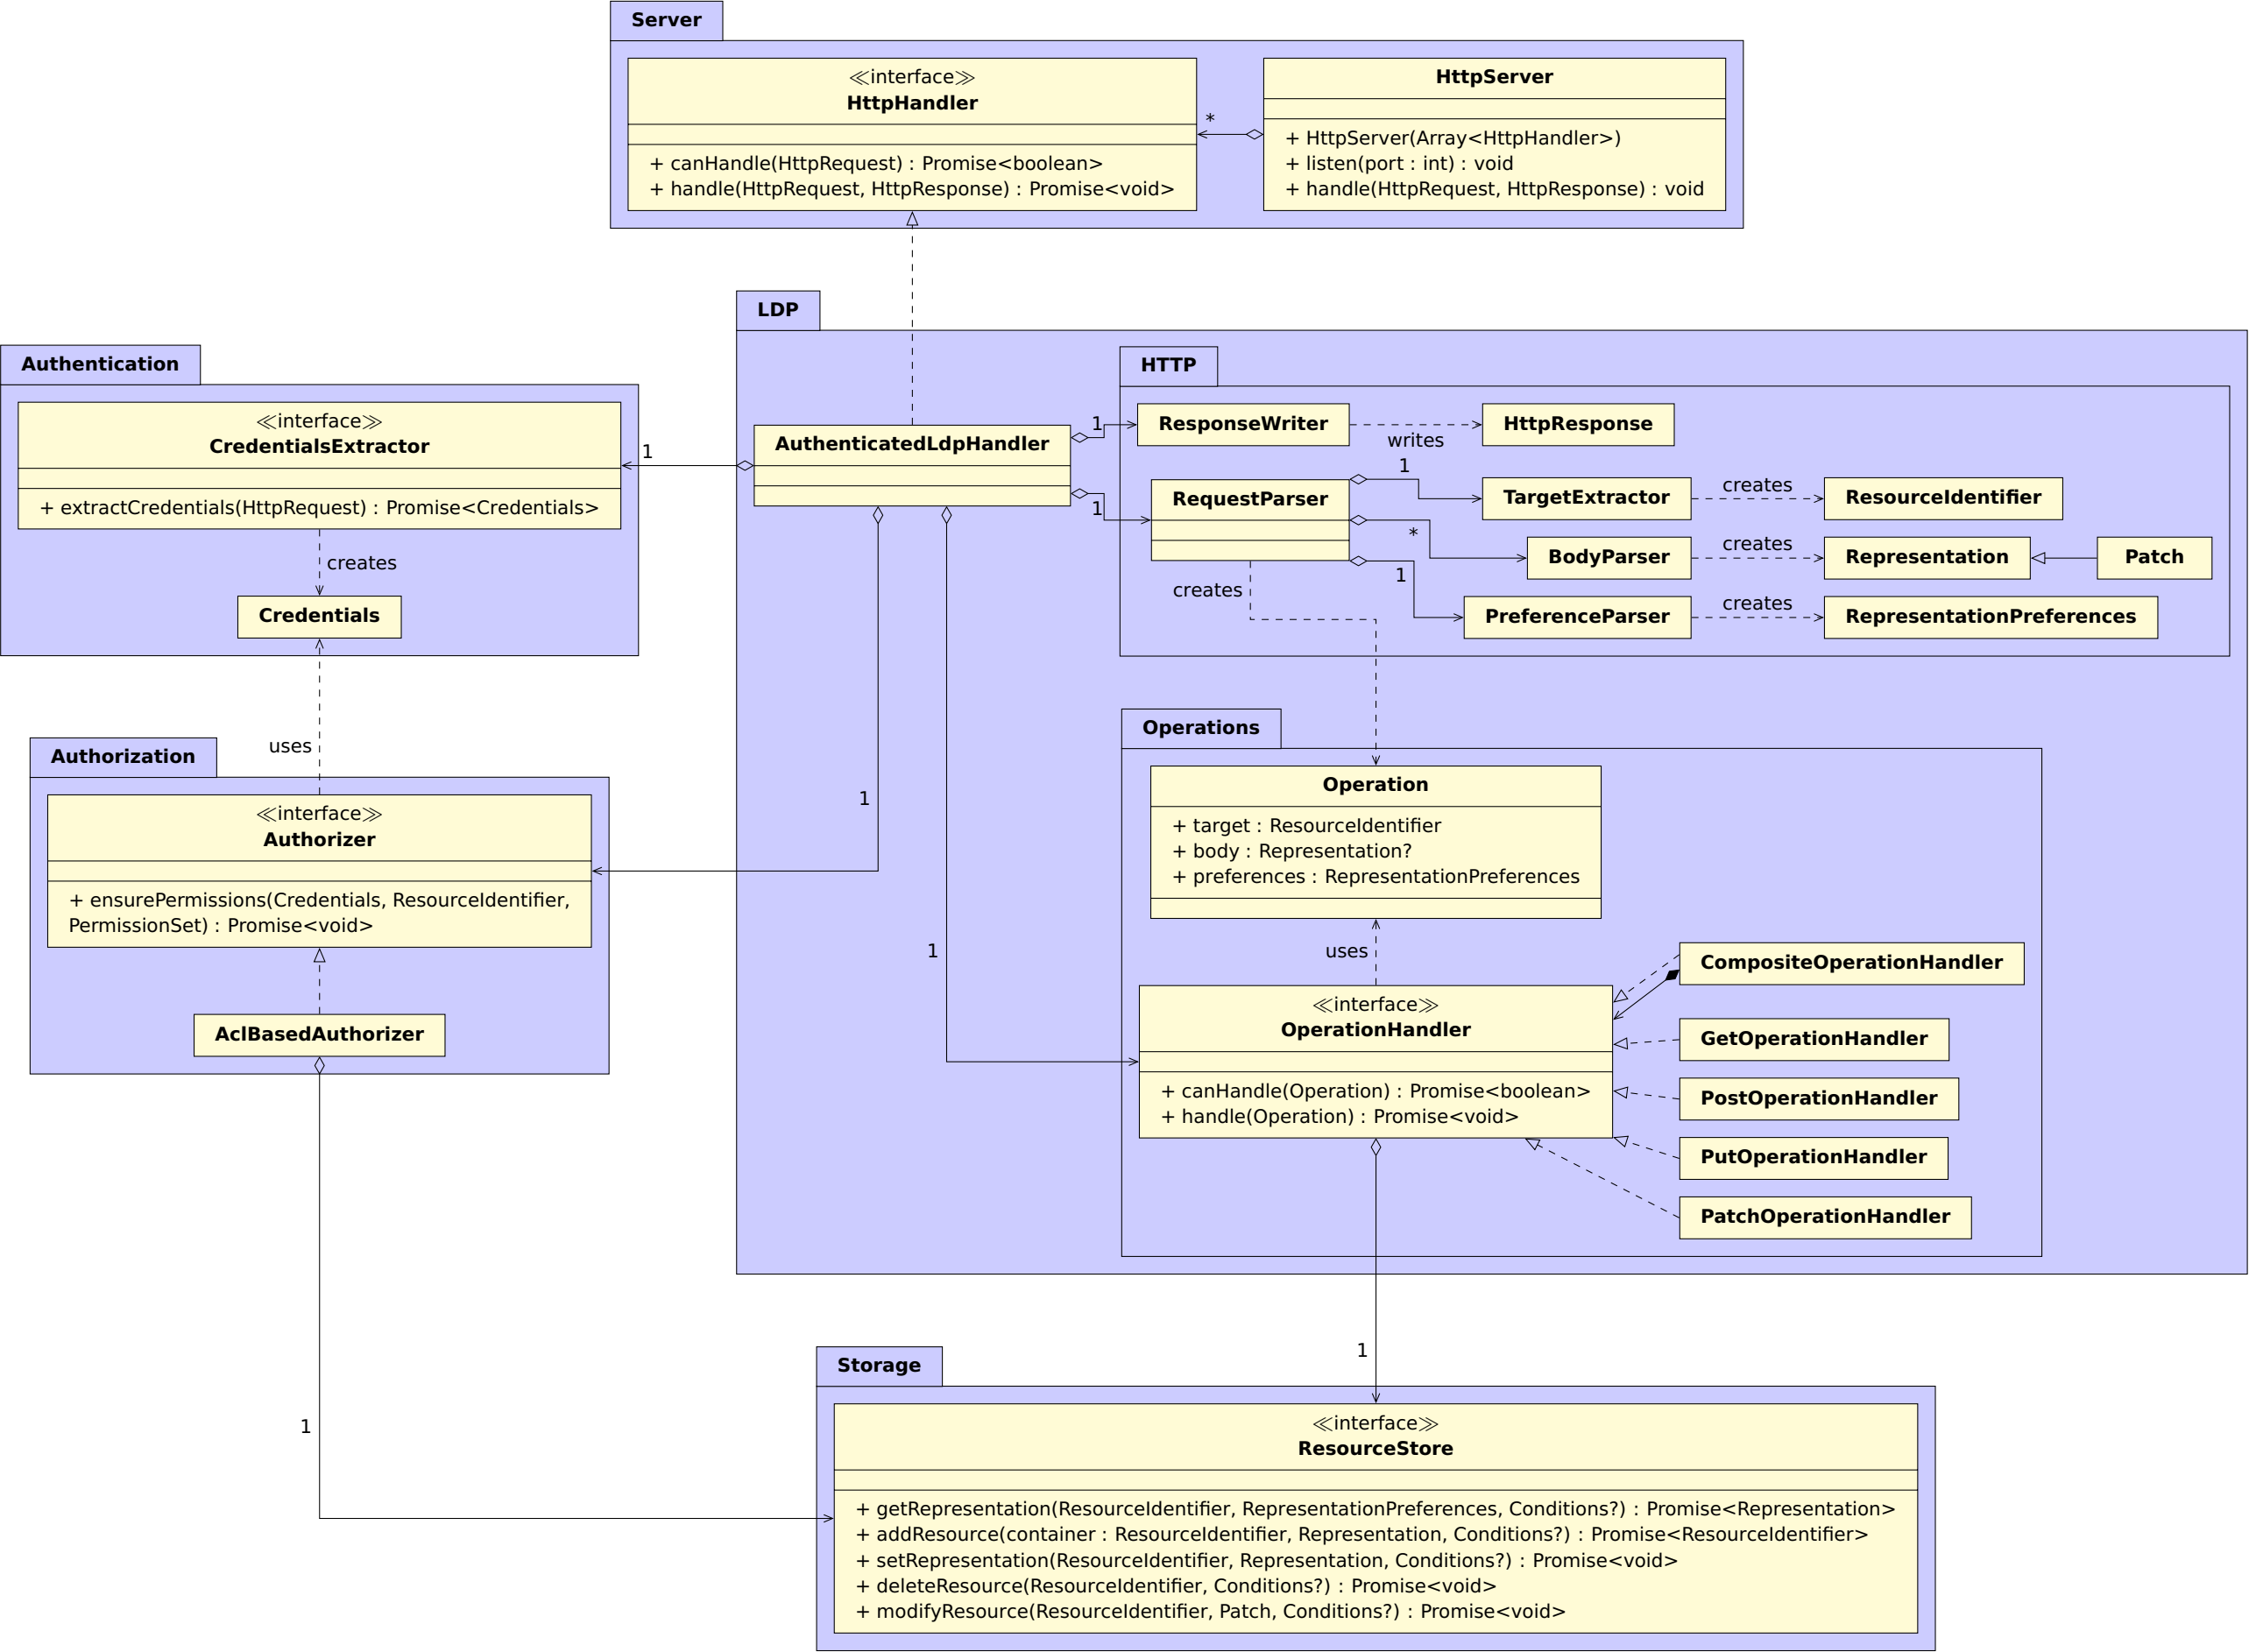 Server
≪interface≫
HttpHandler
+ canHandle(HttpRequest) : Promise<boolean>
+ handle(HttpRequest, HttpResponse) : Promise<void>
*
HttpServer
+ HttpServer(Array<HttpHandler>)
+ listen(port : int) : void
+ handle(HttpRequest, HttpResponse) : void
Authentication
≪interface≫
CredentialsExtractor
+ extractCredentials(HttpRequest) : Promise<Credentials>
creates
Credentials
1
LDP
AuthenticatedLdpHandler
HTTP
1
ResponseWriter
writes
HttpResponse
1
RequestParser
1
TargetExtractor
creates
ResourceIdentifier
*
BodyParser
creates
Representation
Patch
1
PreferenceParser
creates
RepresentationPreferences
creates
uses
Authorization
≪interface≫
Authorizer
+ ensurePermissions(Credentials, ResourceIdentifier,
PermissionSet) : Promise<void>
AclBasedAuthorizer
1
1
Operations
Operation
+ target : ResourceIdentifier
+ body : Representation?
+ preferences : RepresentationPreferences
uses
≪interface≫
OperationHandler
+ canHandle(Operation) : Promise<boolean>
+ handle(Operation) : Promise<void>
CompositeOperationHandler
GetOperationHandler
PostOperationHandler
PutOperationHandler
PatchOperationHandler
1
1
Storage
≪interface≫
ResourceStore
+ getRepresentation(ResourceIdentifier, RepresentationPreferences, Conditions?) : Promise<Representation>
+ addResource(container : ResourceIdentifier, Representation, Conditions?) : Promise<ResourceIdentifier>
+ setRepresentation(ResourceIdentifier, Representation, Conditions?) : Promise<void>
+ deleteResource(ResourceIdentifier, Conditions?) : Promise<void>
+ modifyResource(ResourceIdentifier, Patch, Conditions?) : Promise<void>